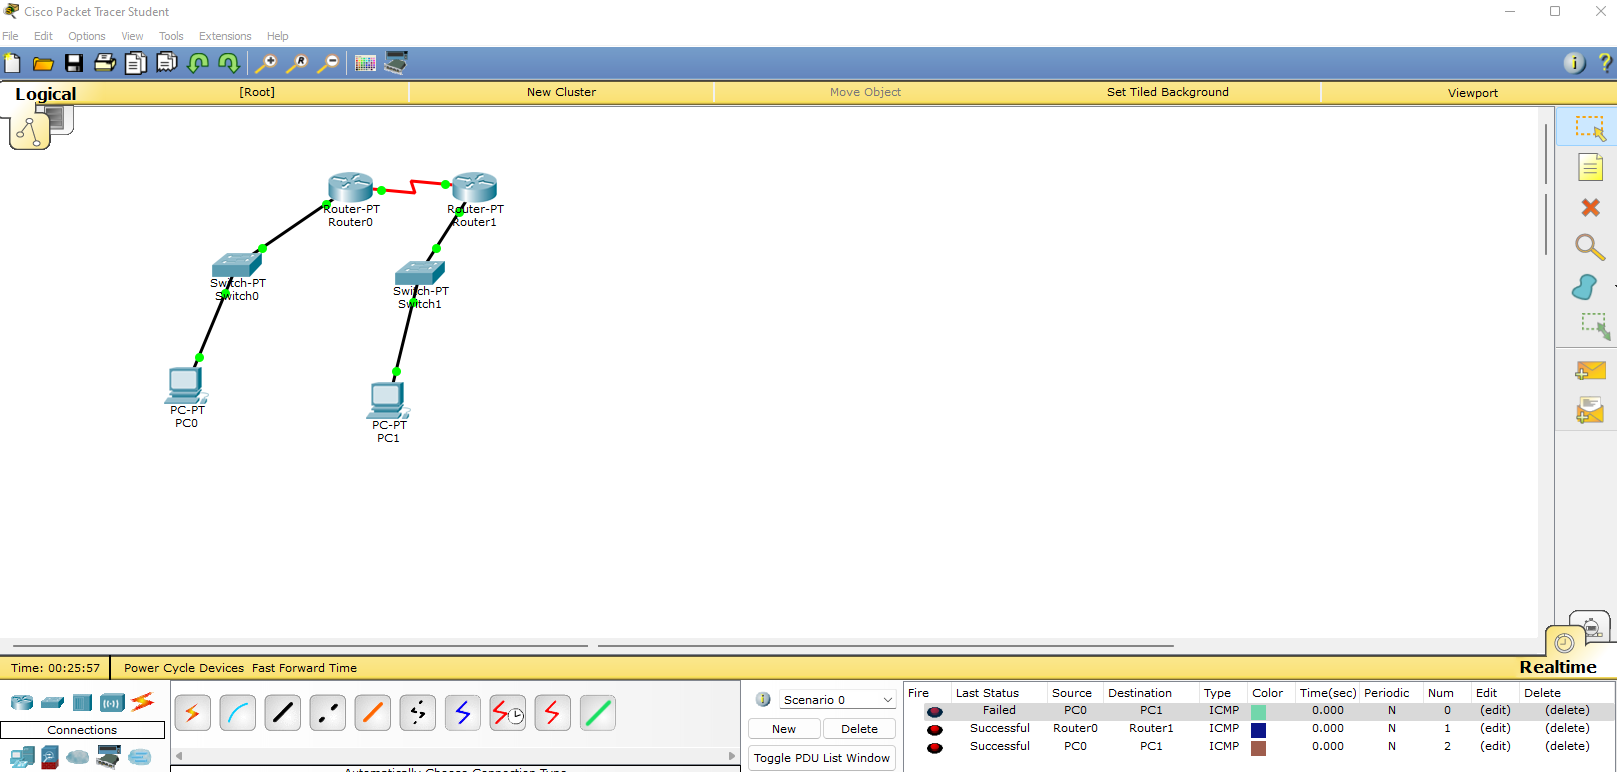 Cisco Packet Tracer Student
File Edit Options View Tools Extensions Help
Logical [Root] New Cluster Move Object Set Tiled Background Viewport
Router-PT
Router0
Router-PT
Router1
Switch-PT
Switch0
Switch-PT
Switch1
PC-PT
PC0
PC-PT
PC1
Time: 00:25:57 Power Cycle Devices Fast Forward Time Realtime
Connections
Automatically Choose Connection Type
Scenario 0
New Delete
Toggle PDU List Window
Fire Last Status Source Destination Type Color Time(sec) Periodic Num Edit Delete
Failed PC0 PC1 ICMP 0.000 N 0 (edit) (delete)
Successful Router0 Router1 ICMP 0.000 N 1 (edit) (delete)
Successful PC0 PC1 ICMP 0.000 N 2 (edit) (delete)